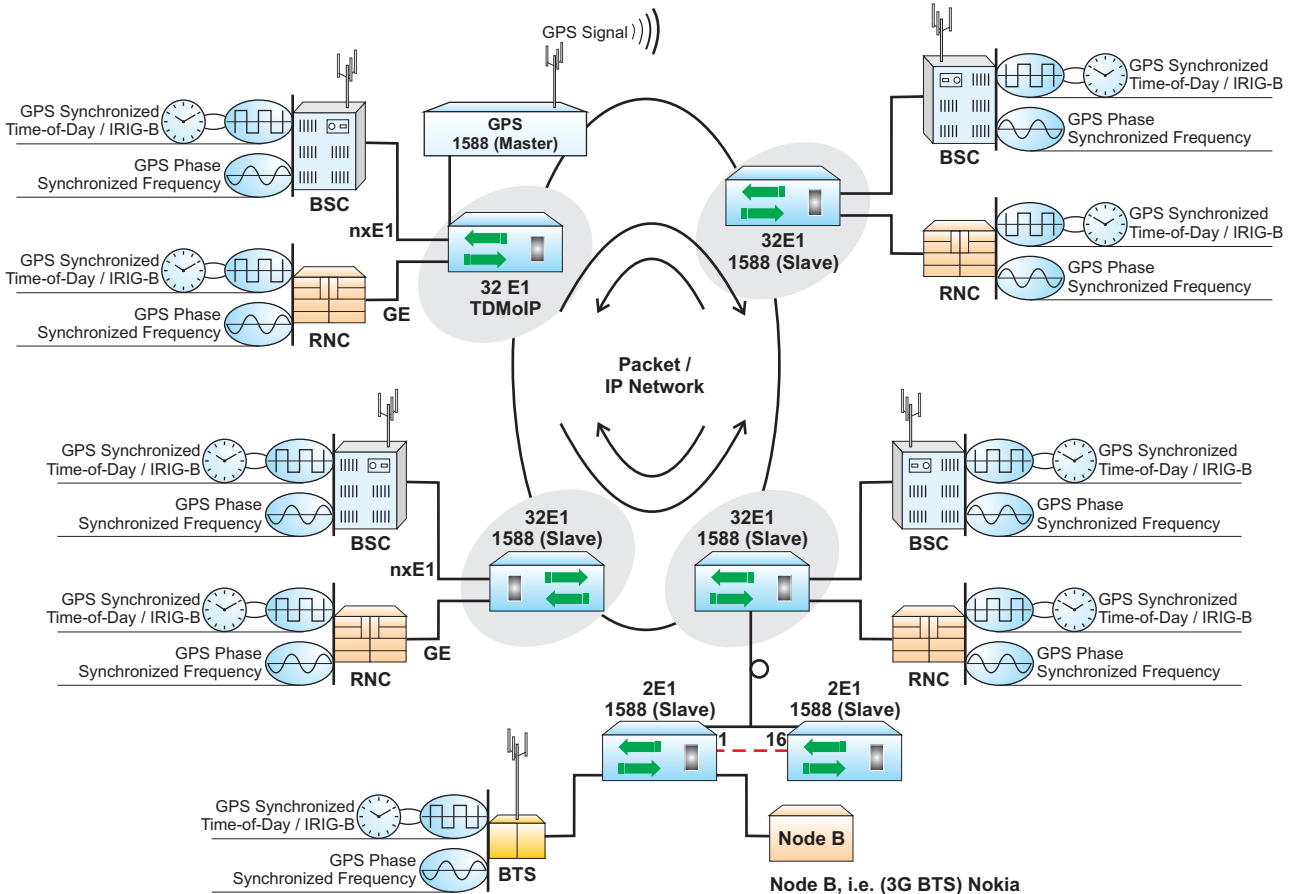 GPS Signal
GPS Synchronized
Time-of-Day / IRIG-B
GPS Phase
Synchronized Frequency
BSC
GPS
1588 (Master)
nxE1
GPS Synchronized
Time-of-Day / IRIG-B
GPS Phase
Synchronized Frequency
RNC
GE
32 E1
TDMoIP
GPS Synchronized
Time-of-Day / IRIG-B
GPS Phase
Synchronized Frequency
BSC
32E1
1588 (Slave)
GPS Synchronized
Time-of-Day / IRIG-B
GPS Phase
Synchronized Frequency
RNC
Packet /
IP Network
GPS Synchronized
Time-of-Day / IRIG-B
GPS Phase
Synchronized Frequency
BSC
32E1
1588 (Slave)
nxE1
GPS Synchronized
Time-of-Day / IRIG-B
GPS Phase
Synchronized Frequency
RNC
GE
32E1
1588 (Slave)
GPS Synchronized
Time-of-Day / IRIG-B
GPS Phase
Synchronized Frequency
BSC
GPS Synchronized
Time-of-Day / IRIG-B
GPS Phase
Synchronized Frequency
RNC
2E1
1588 (Slave)
2E1
1588 (Slave)
1
16
GPS Synchronized
Time-of-Day / IRIG-B
GPS Phase
Synchronized Frequency
BTS
Node B
Node B, i.e. (3G BTS) Nokia